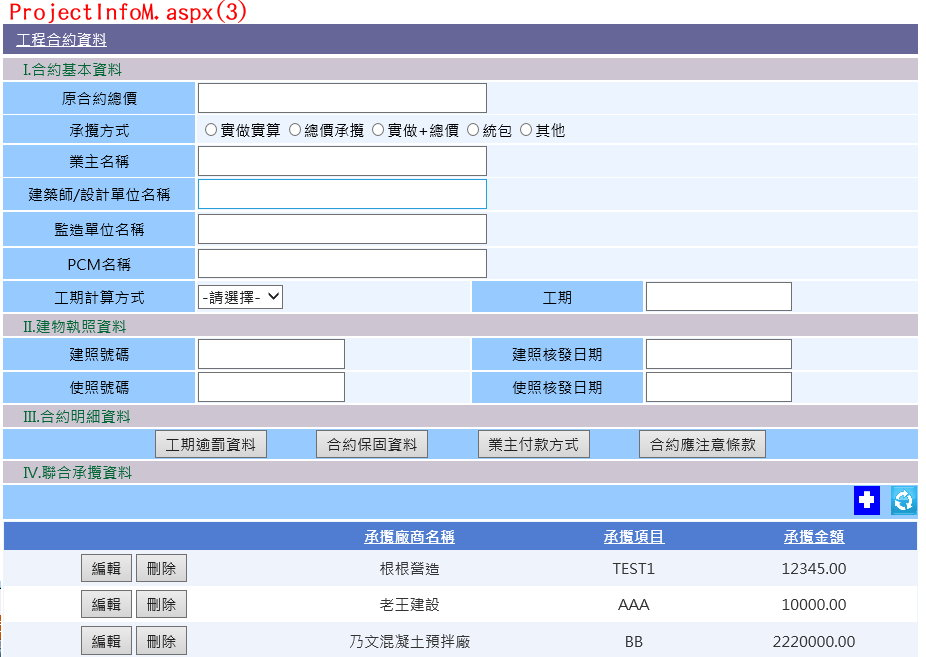 ProjectInfoM.aspx(3)
工程合約資料
I.合約基本資料
原合約總價
承攬方式 實做實算 總價承攬 實做+總價 統包 其他
業主名稱
建築師/設計單位名稱
監造單位名稱
PCM名稱
工期計算方式 -請選擇- 工期
II.建物執照資料
建照號碼 建照核發日期
使照號碼 使照核發日期
III.合約明細資料
工期逾罰資料 合約保固資料 業主付款方式 合約應注意條款
IV.聯合承攬資料
承攬廠商名稱 承攬項目 承攬金額
編輯 刪除 根根營造 TEST1 12345.00
編輯 刪除 老王建設 AAA 10000.00
編輯 刪除 乃文混凝土預拌廠 BB 2220000.00